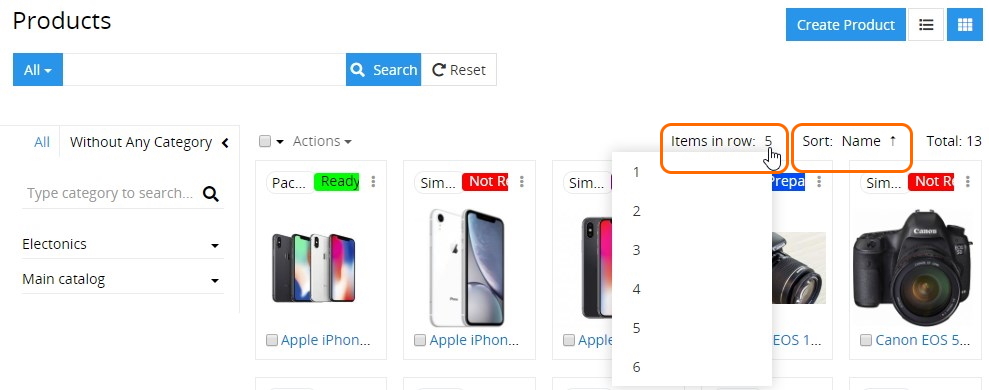 Products
Create Product
All
Search
Reset
All
Without Any Category
Actions
Items in row: 5
Sort: Name ↑
Total: 13
Type category to search...
Electonics
Main catalog
Pac...
Ready
Sim...
Not R
Sim...
Prepa
Sim...
Not R
1
2
3
4
5
6
Canon
Apple iPhon...
Apple iPhon...
Apple
EOS 1...
Canon EOS 5...